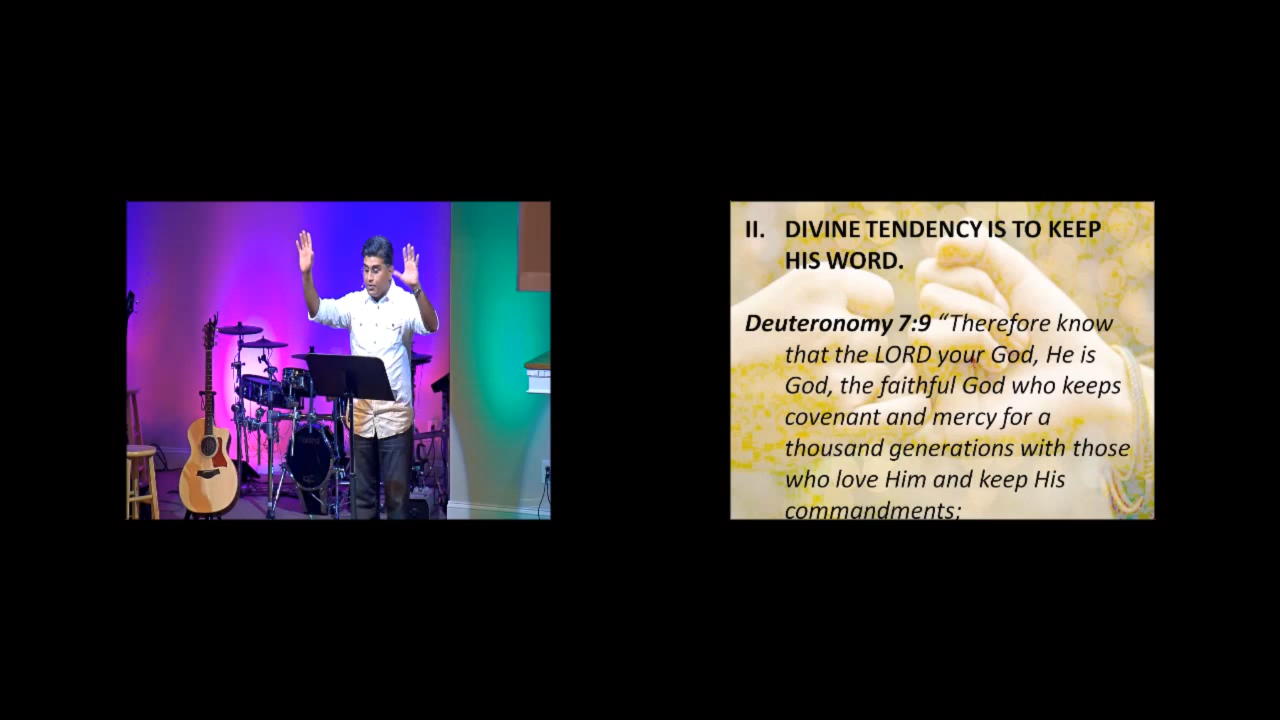 II. DIVINE TENDENCY IS TO KEEP
HIS WORD.
Deuteronomy 7:9 “Therefore know
that the LORD your God, He is
God, the faithful God who keeps
covenant and mercy for a
thousand generations with those
who love Him and keep His
commandments;